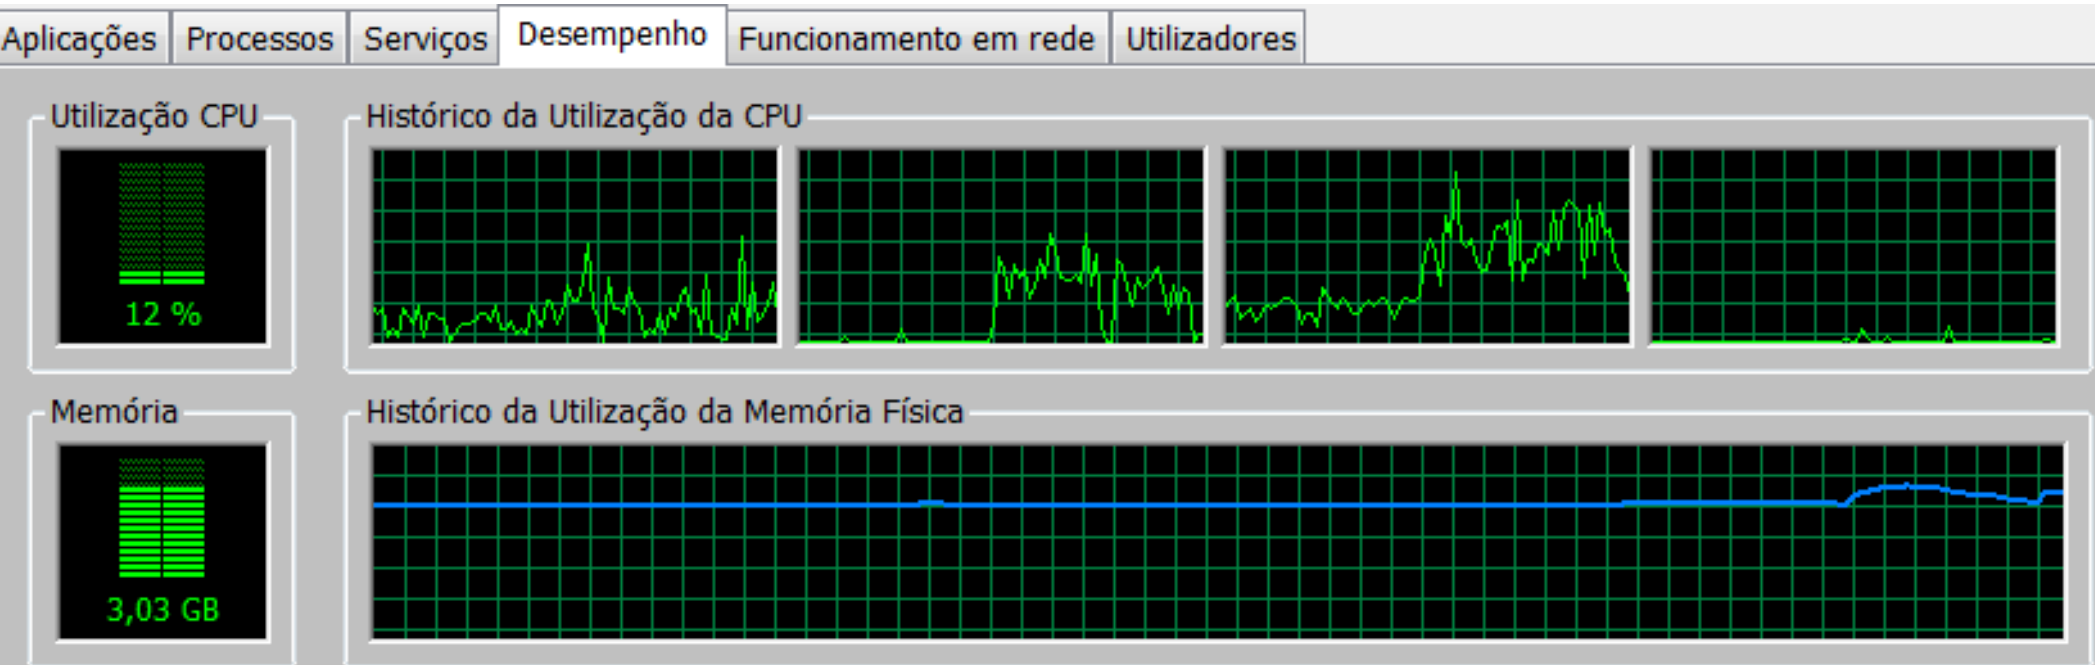 Aplicações Processos Serviços Desempenho Funcionamento em rede Utilizadores
Utilização CPU
12 %
Histórico da Utilização da CPU
Memória
3,03 GB
Histórico da Utilização da Memória Física